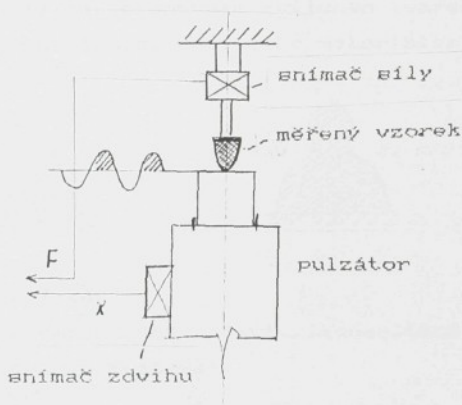 snímač síly
měřený vzorek
F
x
pulzátor
snímač zdvihu